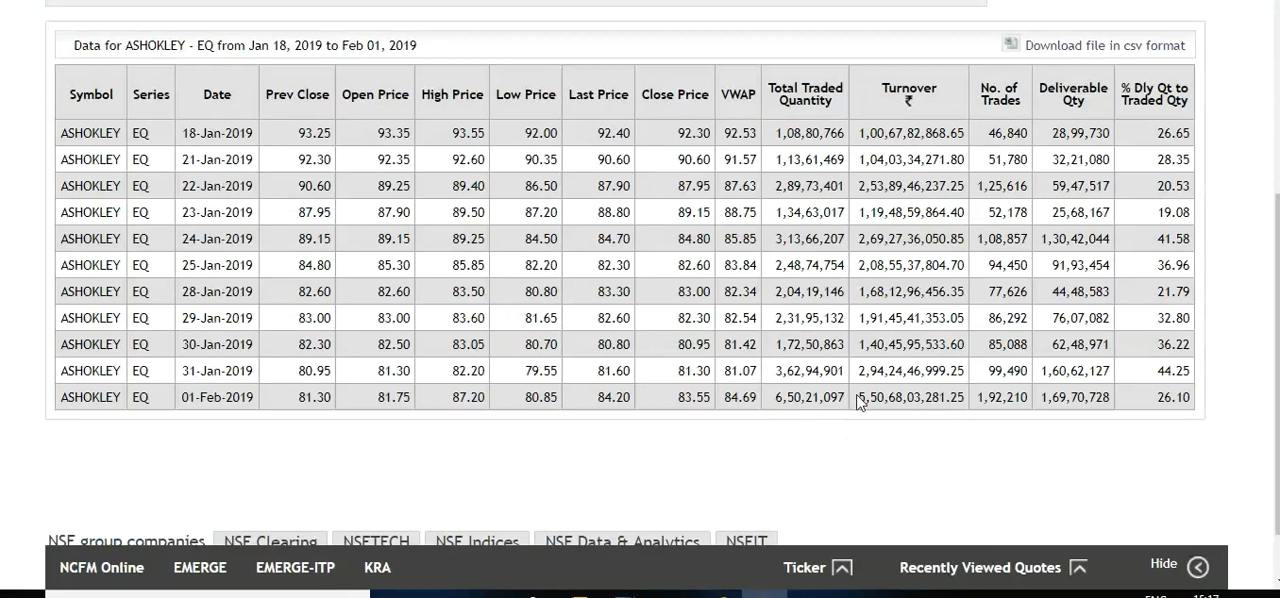 Data for ASHOKLEY - EQ from Jan 18, 2019 to Feb 01, 2019 Download file in csv format
Symbol Series Date Prev Close Open Price High Price Low Price Last Price Close Price VWAP Total Traded Quantity Turnover ₹ No. of Trades Deliverable Qty % Dly Qt to Traded Qty
ASHOKLEY EQ 18-Jan-2019 93.25 93.35 93.55 92.00 92.40 92.30 92.53 1,08,80,766 1,00,67,82,868.65 46,840 28,99,730 26.65
ASHOKLEY EQ 21-Jan-2019 92.30 92.35 92.60 90.35 90.60 90.60 91.57 1,13,61,469 1,04,03,34,271.80 51,780 32,21,080 28.35
ASHOKLEY EQ 22-Jan-2019 90.60 89.25 89.40 86.50 87.90 87.95 87.63 2,89,73,401 2,53,89,46,237.25 1,25,616 59,47,517 20.53
ASHOKLEY EQ 23-Jan-2019 87.95 87.90 89.50 87.20 88.80 89.15 88.75 1,34,63,017 1,19,48,59,864.40 52,178 25,68,167 19.08
ASHOKLEY EQ 24-Jan-2019 89.15 89.15 89.25 84.50 84.70 84.80 85.85 3,13,66,207 2,69,27,36,050.85 1,08,857 1,30,42,044 41.58
ASHOKLEY EQ 25-Jan-2019 84.80 85.30 85.85 82.20 82.30 82.60 83.84 2,48,74,754 2,08,55,37,804.70 94,450 91,93,454 36.96
ASHOKLEY EQ 28-Jan-2019 82.60 82.60 83.50 80.80 83.30 83.00 82.34 2,04,19,146 1,68,12,96,456.35 77,626 44,48,583 21.79
ASHOKLEY EQ 29-Jan-2019 83.00 83.00 83.60 81.65 82.60 82.30 82.54 2,31,95,132 1,91,45,41,353.05 86,292 76,07,082 32.80
ASHOKLEY EQ 30-Jan-2019 82.30 82.50 83.05 80.70 80.80 80.95 81.42 1,72,50,863 1,40,45,95,533.60 85,088 62,48,971 36.22
ASHOKLEY EQ 31-Jan-2019 80.95 81.30 82.20 79.55 81.60 81.30 81.07 3,62,94,901 2,94,24,46,999.25 99,490 1,60,62,127 44.25
ASHOKLEY EQ 01-Feb-2019 81.30 81.75 87.20 80.85 84.20 83.55 84.69 6,50,21,097 5,50,68,03,281.25 1,92,210 1,69,70,728 26.10
NSE group companies NSE Clearing NSETECH NSE Indices NSE Data & Analytics NSEIT
NCFM Online EMERGE EMERGE-ITP KRA Ticker Recently Viewed Quotes Hide